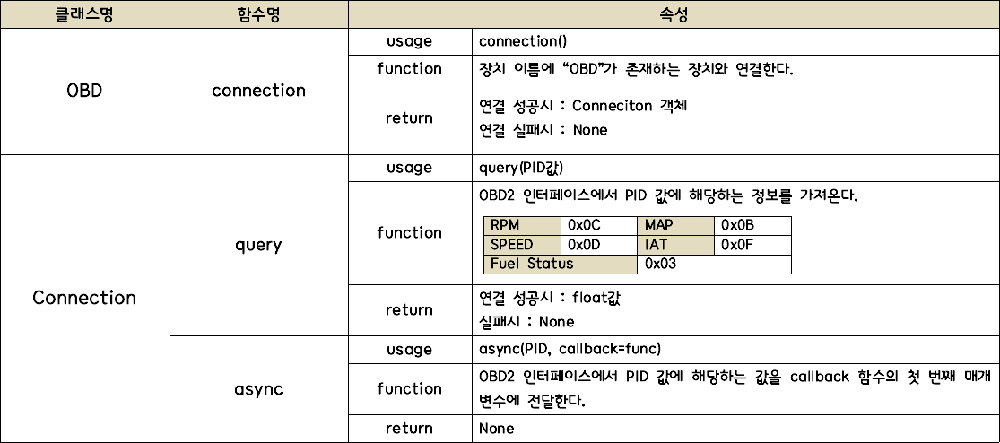 클래스명 함수명 속성
OBD
connection
usage connection()
function 장치 이름에 “OBD”가 존재하는 장치와 연결한다.
return
연결 성공시 : Conneciton 객체
연결 실패시 : None
Connection
query
usage query(PID값)
function
OBD2 인터페이스에서 PID 값에 해당하는 정보를 가져온다.
RPM 0x0C MAP 0x0B
SPEED 0x0D IAT 0x0F
Fuel Status 0x03
return
연결 성공시 : float값
실패시 : None
async
usage async(PID, callback=func)
function
OBD2 인터페이스에서 PID 값에 해당하는 값을 callback 함수의 첫 번째 매개
변수에 전달한다.
return None